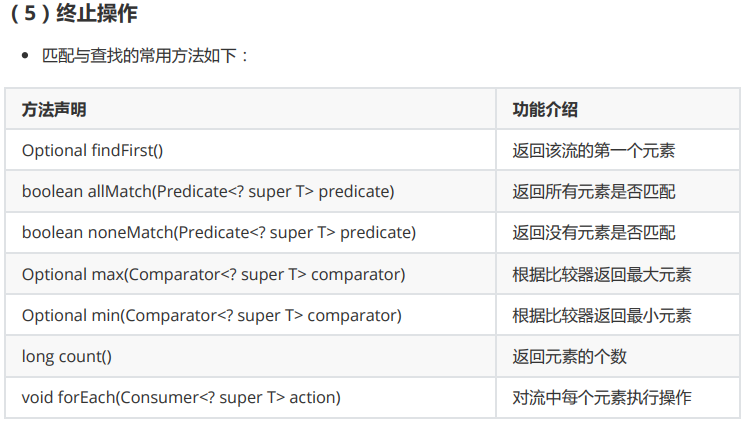 （5）终止操作
匹配与查找的常用方法如下：
方法声明 功能介绍
Optional findFirst() 返回该流的第一个元素
boolean allMatch(Predicate<? super T> predicate) 返回所有元素是否匹配
boolean noneMatch(Predicate<? super T> predicate) 返回没有元素是否匹配
Optional max(Comparator<? super T> comparator) 根据比较器返回最大元素
Optional min(Comparator<? super T> comparator) 根据比较器返回最小元素
long count() 返回元素的个数
void forEach(Consumer<? super T> action) 对流中每个元素执行操作